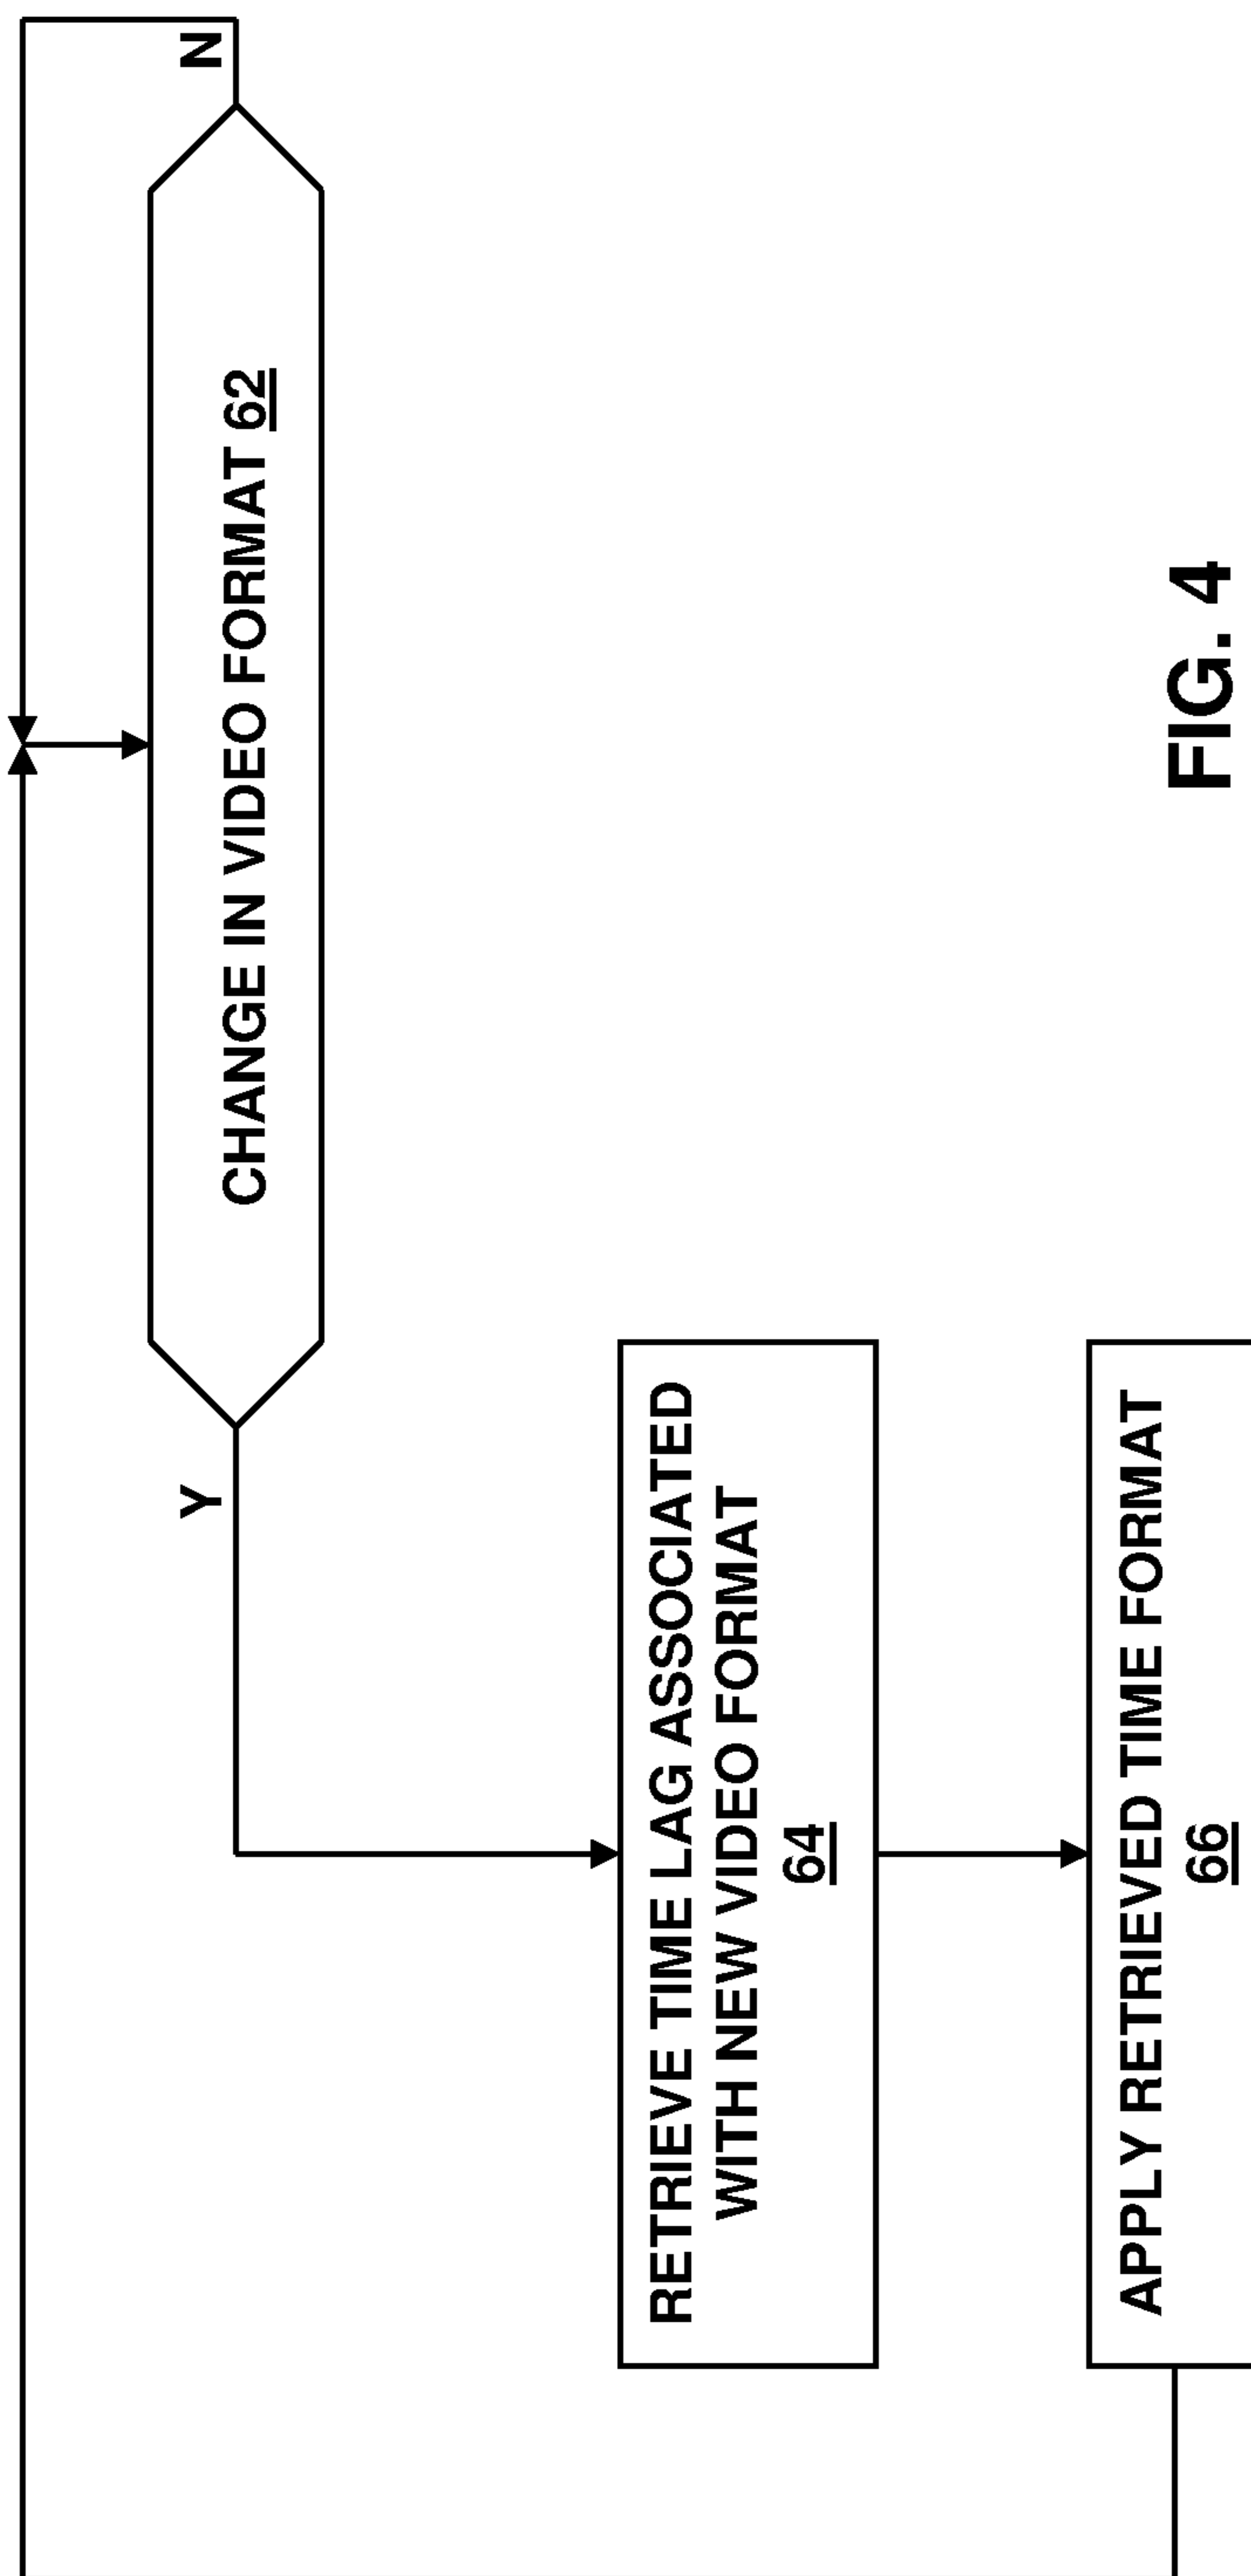 N
CHANGE IN VIDEO FORMAT 62
Y
RETRIEVE TIME LAG ASSOCIATED
WITH NEW VIDEO FORMAT
64
APPLY RETRIEVED TIME FORMAT
66
FIG. 4